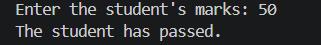 Enter the student's marks: 50
The student has passed.